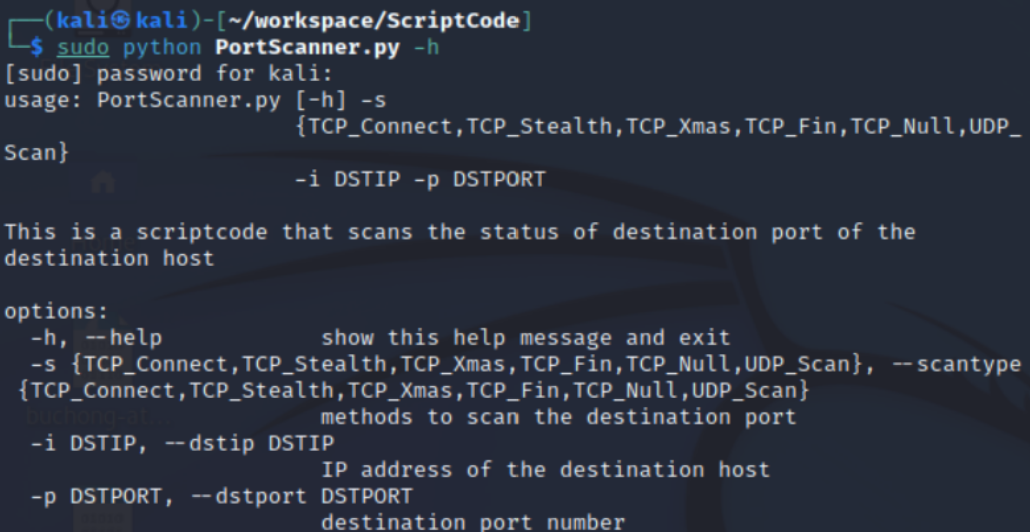 ┌──(kali㉿kali)-[~/workspace/ScriptCode]
└─$ sudo python PortScanner.py -h
[sudo] password for kali:
usage: PortScanner.py [-h] -s
{TCP_Connect,TCP_Stealth,TCP_Xmas,TCP_Fin,TCP_Null,UDP_
Scan}
-i DSTIP -p DSTPORT
This is a scriptcode that scans the status of destination port of the
destination host
options:
-h, --help show this help message and exit
-s {TCP_Connect,TCP_Stealth,TCP_Xmas,TCP_Fin,TCP_Null,UDP_Scan}, --scantype
{TCP_Connect,TCP_Stealth,TCP_Xmas,TCP_Fin,TCP_Null,UDP_Scan}
buchong-at...
methods to scan the destination port
-i DSTIP, --dstip DSTIP
IP address of the destination host
-p DSTPORT, --dstport DSTPORT
destination port number